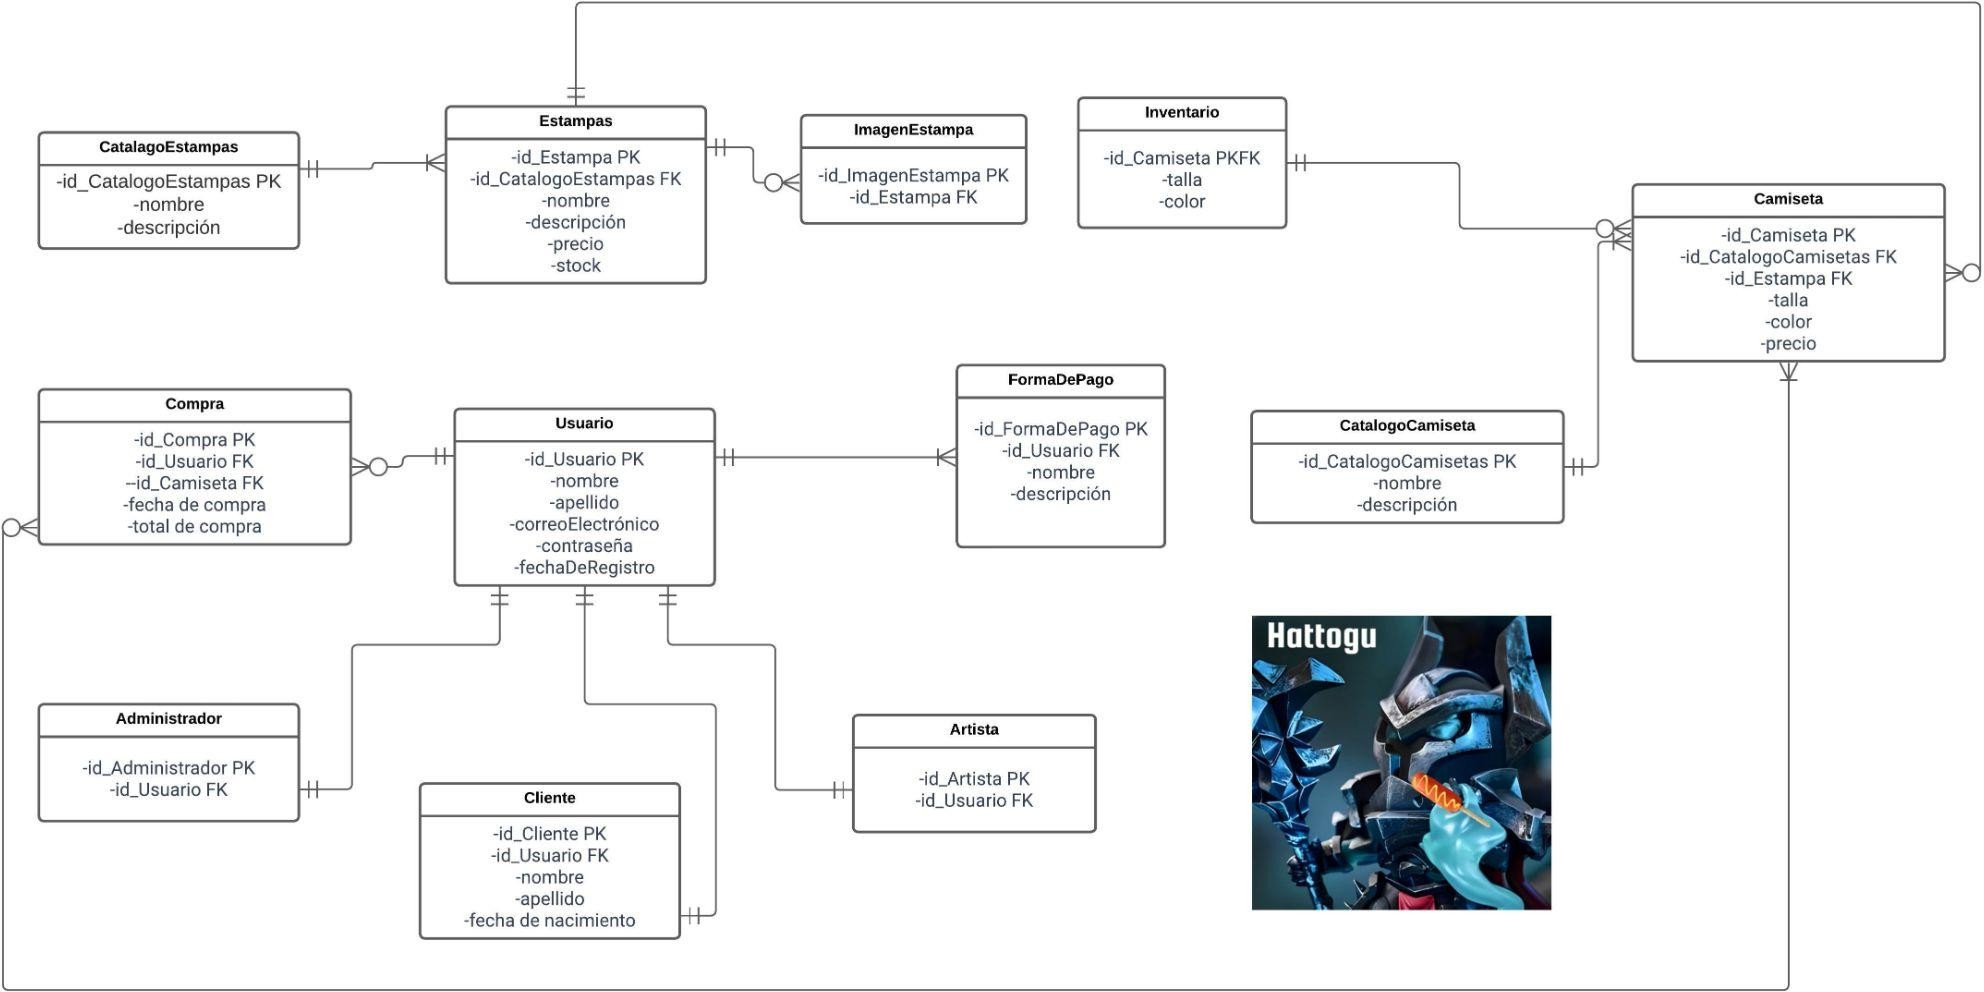 CatalagoEstampas
-id_CatalogoEstampas PK
-nombre
-descripción
Estampas
-id_Estampa PK
-id_CatalogoEstampas FK
-nombre
-descripción
-precio
-stock
ImagenEstampa
-id_ImagenEstampa PK
-id_Estampa FK
Inventario
-id_Camiseta PKFK
-talla
-color
Camiseta
-id_Camiseta PK
-id_CatalogoCamisetas FK
-id_Estampa FK
-talla
-color
-precio
Compra
-id_Compra PK
-id_Usuario FK
--id_Camiseta FK
-fecha de compra
-total de compra
Usuario
-id_Usuario PK
-nombre
-apellido
-correoElectrónico
-contraseña
-fechaDeRegistro
FormaDePago
-id_FormaDePago PK
-id_Usuario FK
-nombre
-descripción
CatalogoCamiseta
-id_CatalogoCamisetas PK
-nombre
-descripción
Administrador
-id_Administrador PK
-id_Usuario FK
Cliente
-id_Cliente PK
-id_Usuario FK
-nombre
-apellido
-fecha de nacimiento
Artista
-id_Artista PK
-id_Usuario FK
Hattogu